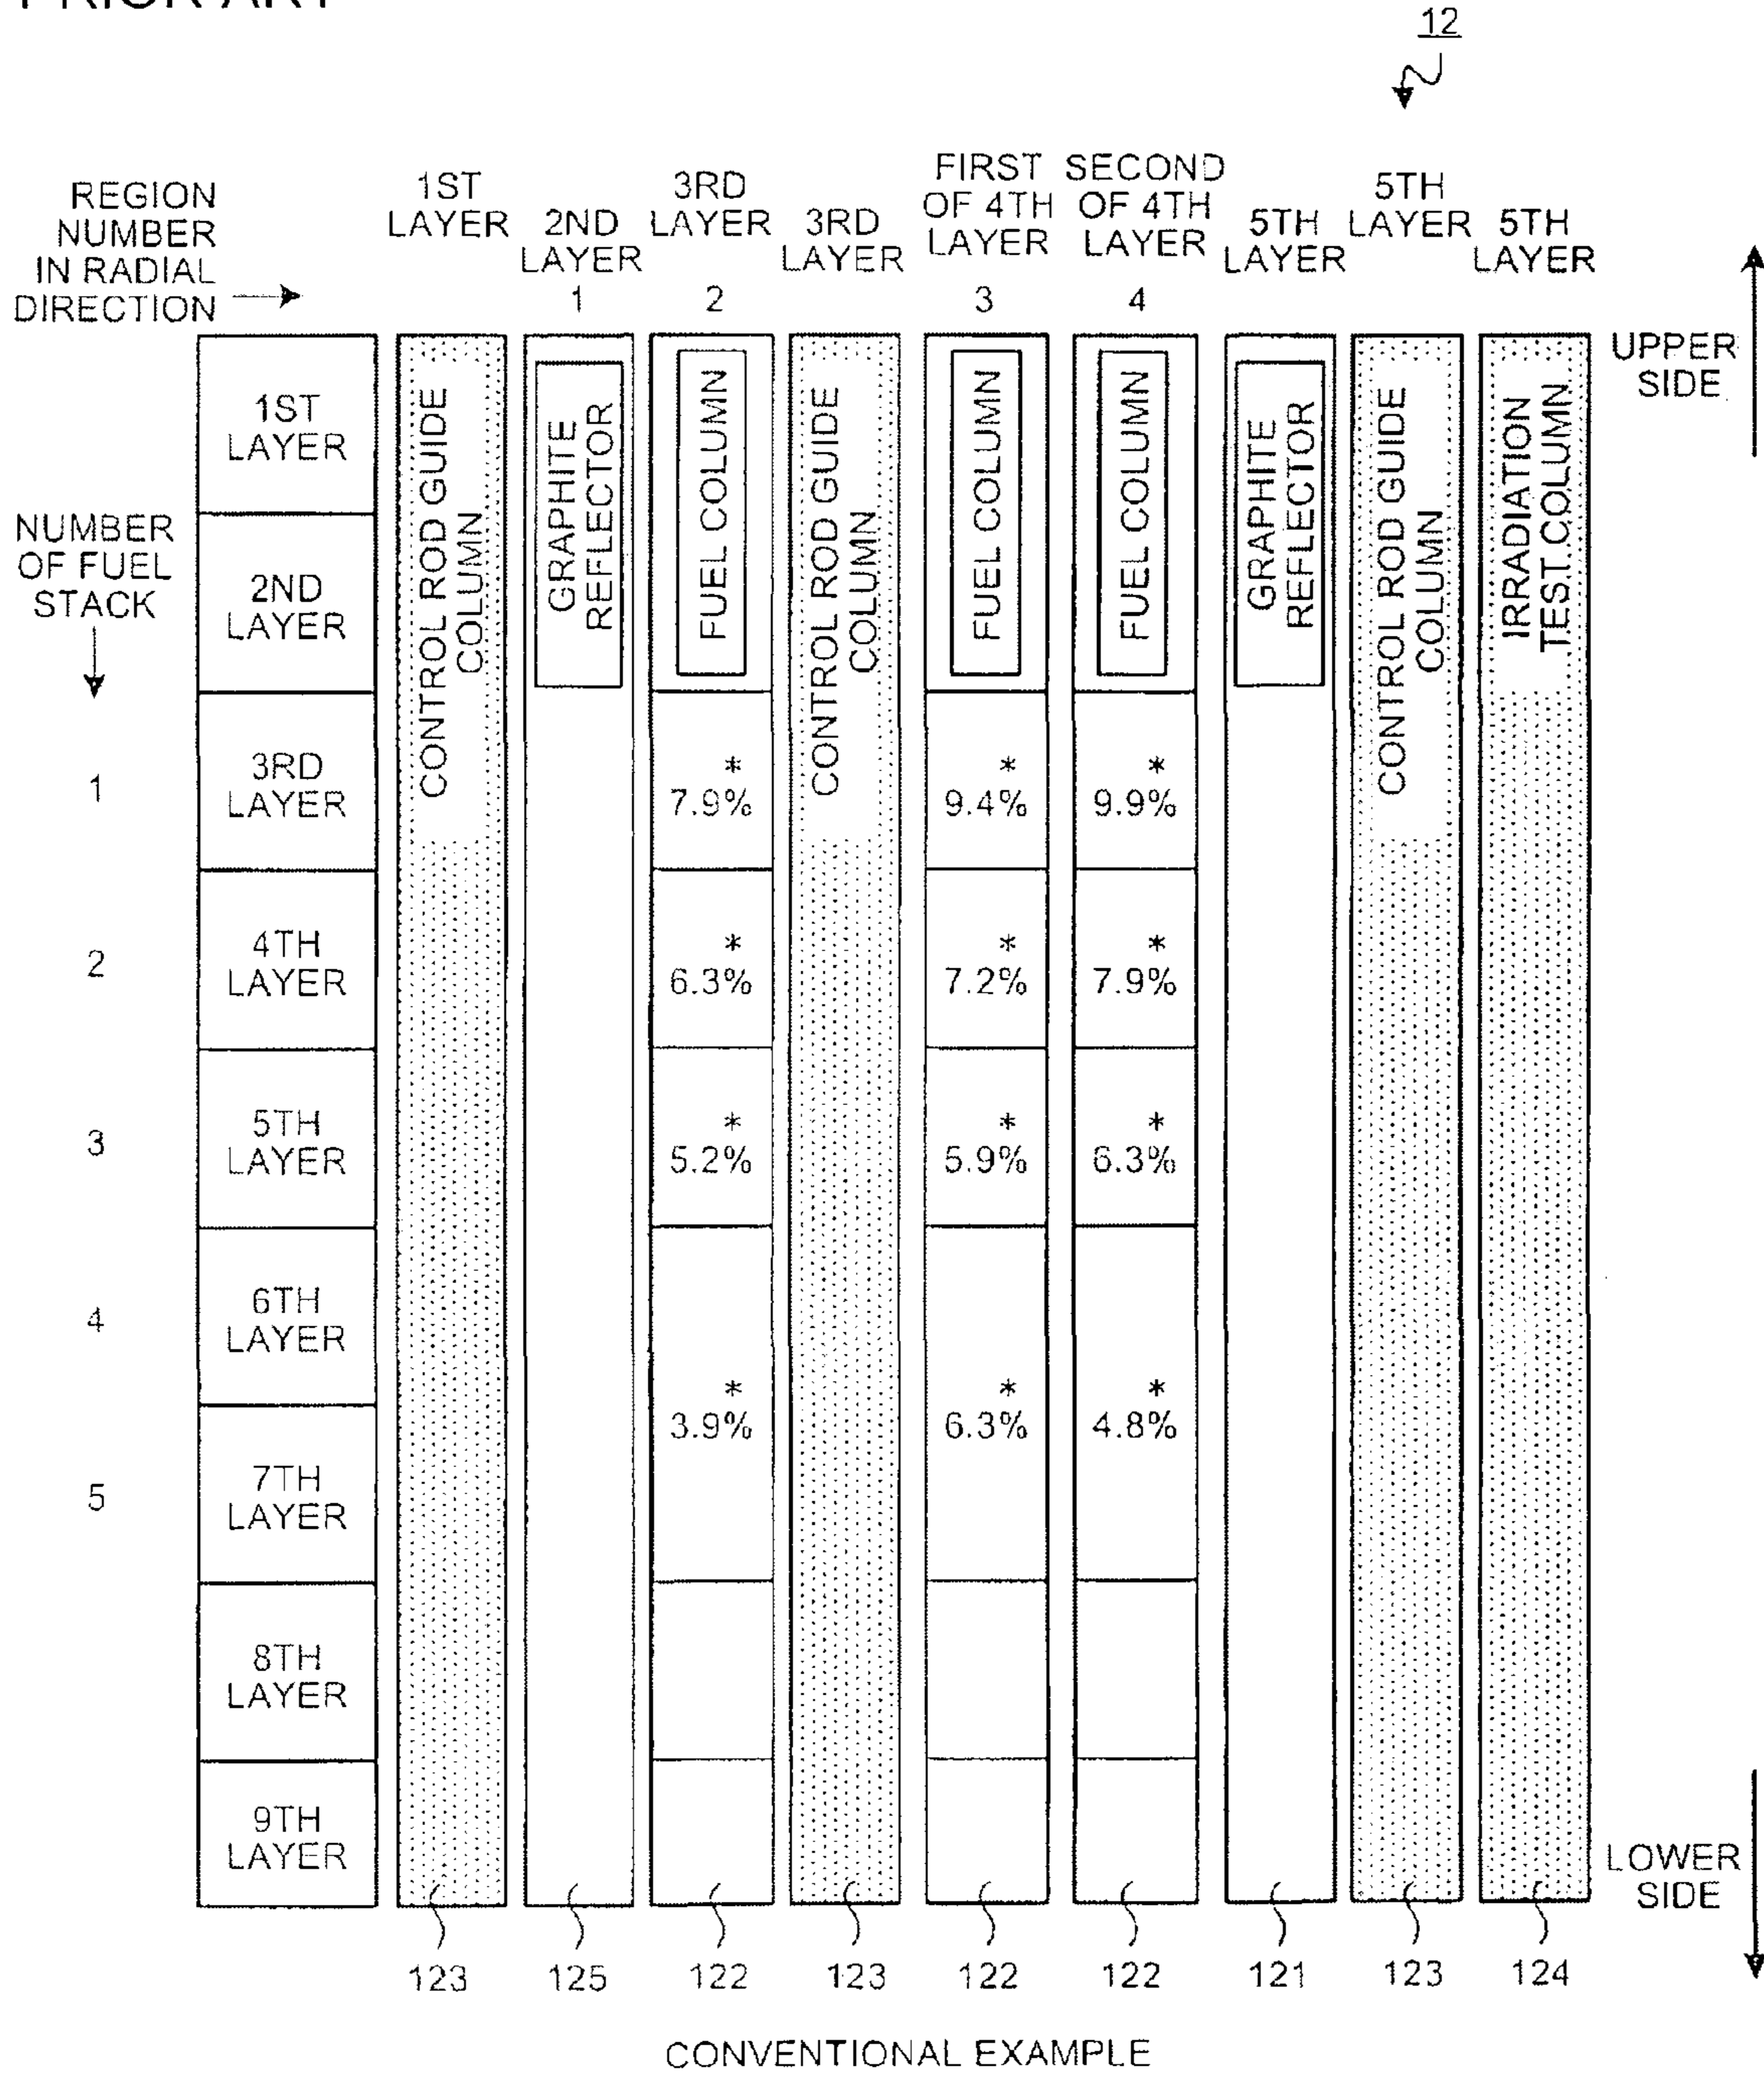 PRIOR ART
12
REGION
NUMBER
IN RADIAL
DIRECTION
1ST
LAYER
2ND
LAYER
1
3RD
LAYER
2
3RD
LAYER
FIRST
OF 4TH
LAYER
3
SECOND
OF 4TH
LAYER
4
5TH
LAYER
5TH
LAYER
5TH
LAYER
UPPER
SIDE
NUMBER
OF FUEL
STACK
1ST
LAYER
2ND
LAYER
CONTROL ROD GUIDE
COLUMN
GRAPHITE
REFLECTOR
FUEL COLUMN
CONTROL ROD GUIDE
COLUMN
FUEL COLUMN
FUEL COLUMN
GRAPHITE
REFLECTOR
CONTROL ROD GUIDE
COLUMN
IRRADIATION
TEST COLUMN
1
3RD
LAYER
*
7.9%
*
9.4%
*
9.9%
2
4TH
LAYER
*
6.3%
*
7.2%
*
7.9%
3
5TH
LAYER
*
5.2%
*
5.9%
*
6.3%
4
6TH
LAYER
*
3.9%
*
6.3%
*
4.8%
5
7TH
LAYER
8TH
LAYER
9TH
LAYER
LOWER
SIDE
123
125
122
123
122
122
121
123
124
CONVENTIONAL EXAMPLE